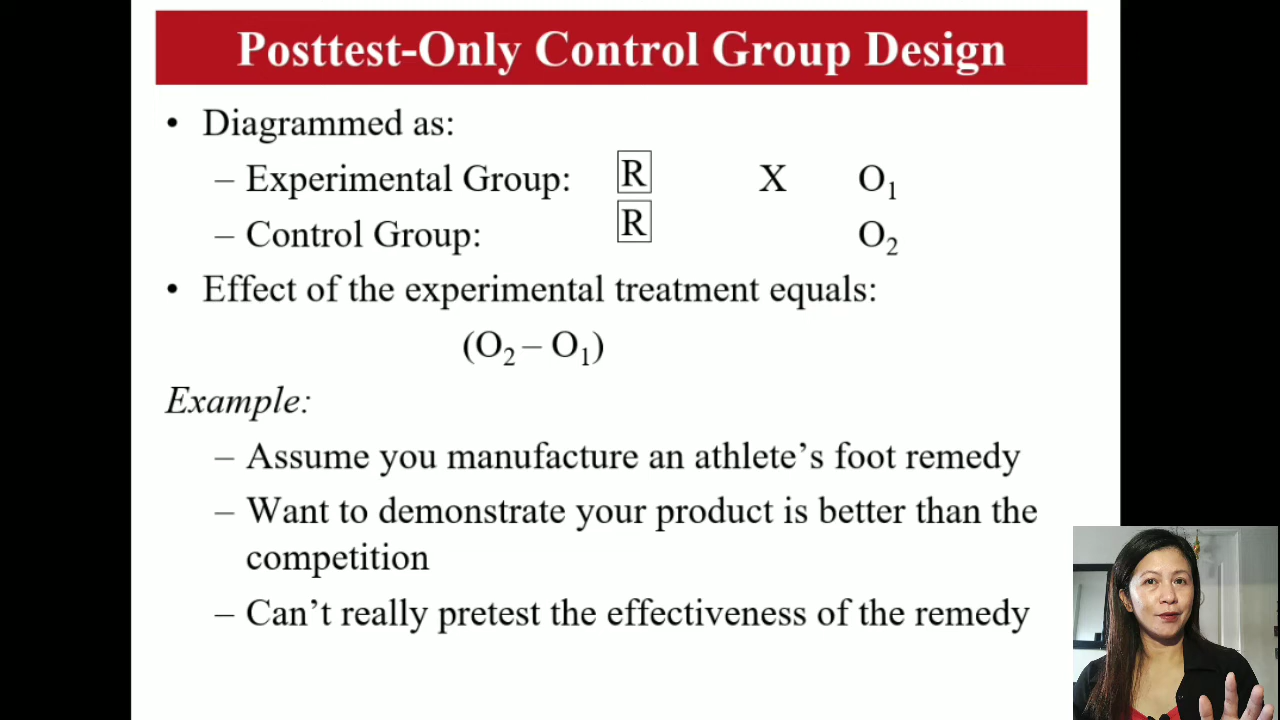 Posttest-Only Control Group Design
• Diagrammed as:
– Experimental Group: R X O₁
– Control Group: R O₂
• Effect of the experimental treatment equals:
(O₂ – O₁)
Example:
– Assume you manufacture an athlete’s foot remedy
– Want to demonstrate your product is better than the
competition
– Can’t really pretest the effectiveness of the remedy